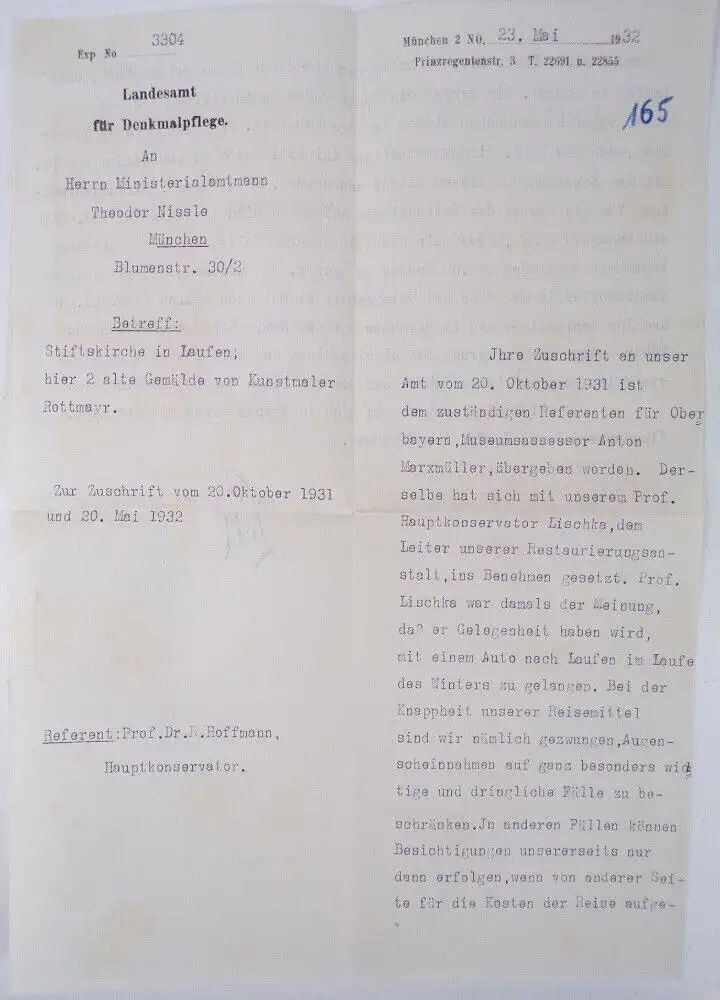 Exp No 3304
Landesamt
für Denkmalpflege.
An
Herrn Ministerialamtmann
Theodor Nissle
München
Blumenstr. 30/2
Betreff:
Stiftskirche in Laufen;
hier 2 alte Gemälde von Kunstmaler
Rottmayr.
Zur Zuschrift vom 20.Oktober 1931
und 20. Mai 1932
Referent:Prof.Dr.R.Hoffmann,
Hauptkonservator.
München 2 NO. 23. Mai 1932
Prinzregentenstr. 3 T. 22691 u. 22855
165
Jhre Zuschrift an unser
Amt vom 20. Oktober 1931 ist
dem zuständigen Referenten für Ober
bayern,Museumsassessor Anton
Marxmüller,übergeben worden. Der-
selbe hat sich mit unserem Prof.
Hauptkonservator Lischka,dem
Leiter unserer Restaurierungsan-
stalt,ins Benehmen gesetzt. Prof.
Lischka war damals der Meinung,
daß er Gelegenheit haben wird,
mit einem Auto nach Laufen im Laufe
des Winters zu gelangen. Bei der
Knappheit unserer Reisemittel
sind wir nämlich gezwungen,Augen-
scheinnahmen auf ganz besonders wich
tige und dringliche Fälle zu be-
schränken.Jn anderen Fällen können
Besichtigungen unsererseits nur
dann erfolgen,wenn von anderer Sei-
te für die Kosten der Reise aufge-